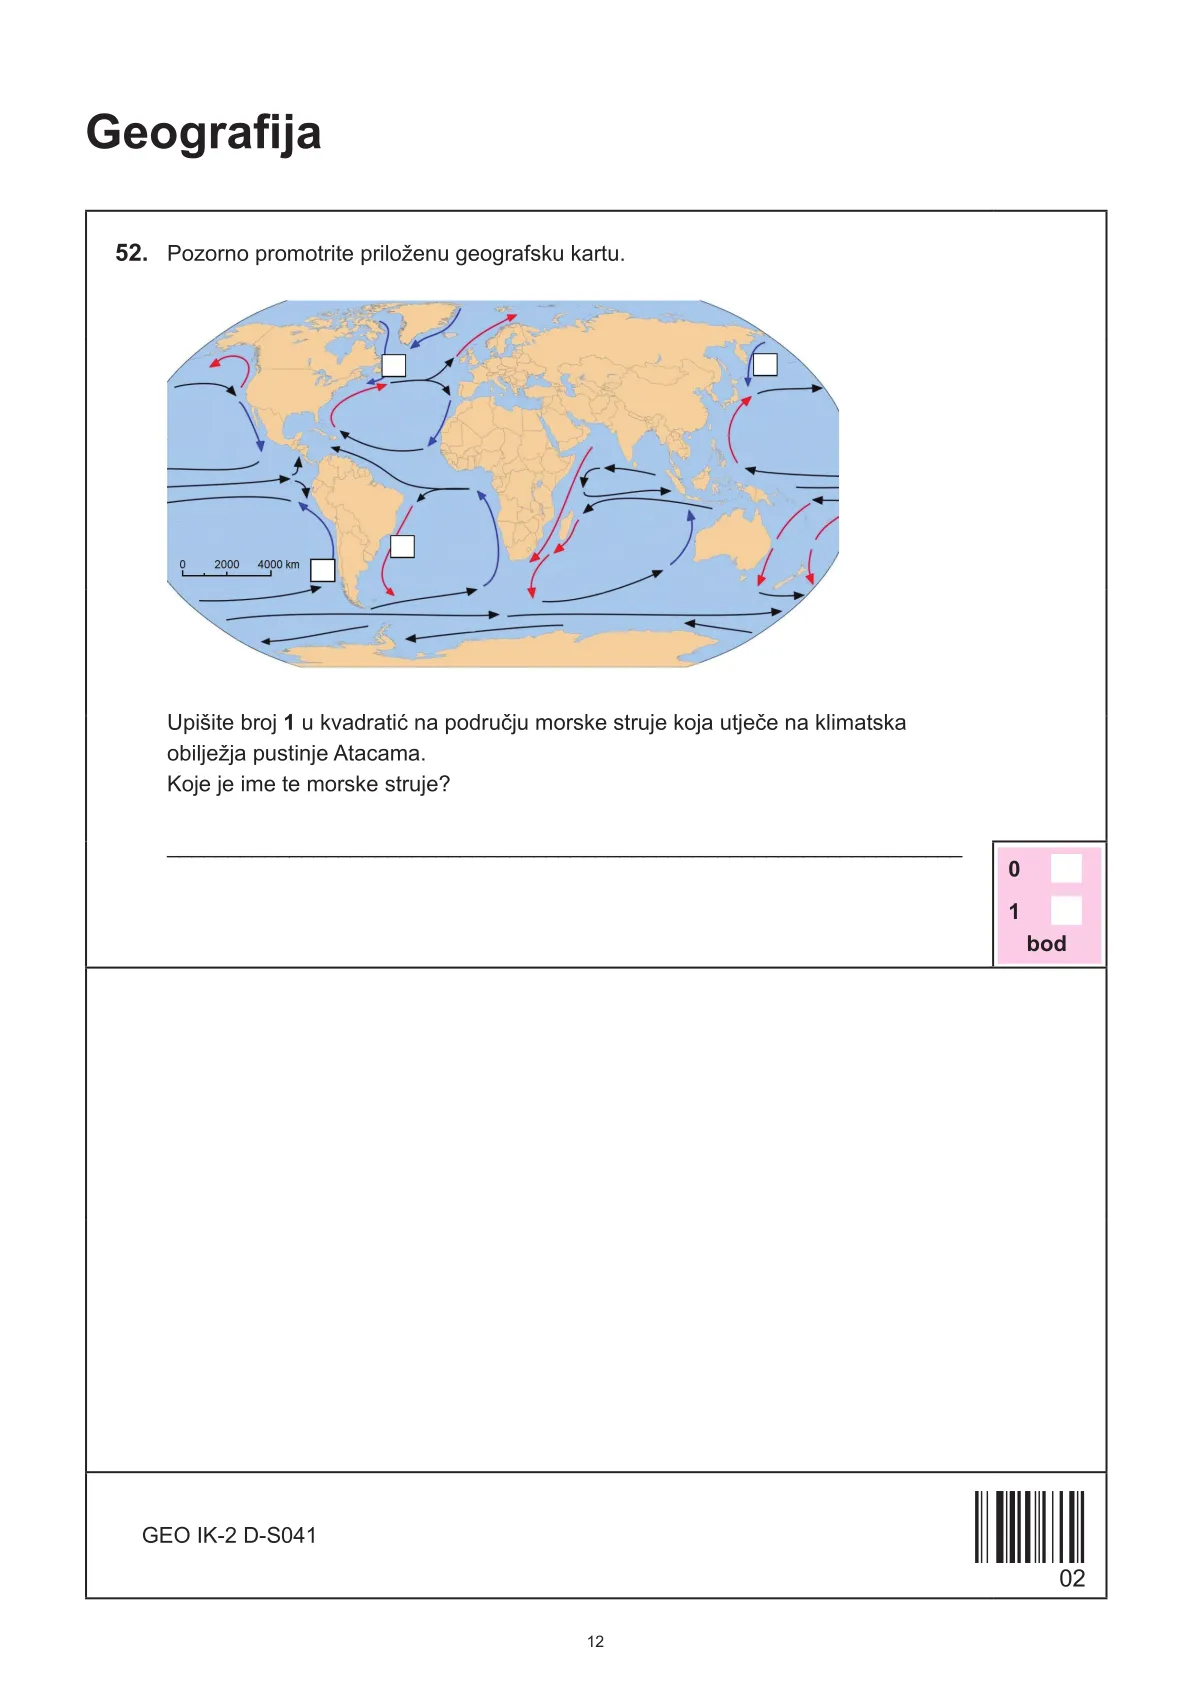 Geografija
52. Pozorno promotrite priloženu geografsku kartu.
0 2000 4000 km
Upišite broj 1 u kvadratić na području morske struje koja utječe na klimatska
obilježja pustinje Atacama.
Koje je ime te morske struje?
0
1
bod
GEO IK-2 D-S041
02
12